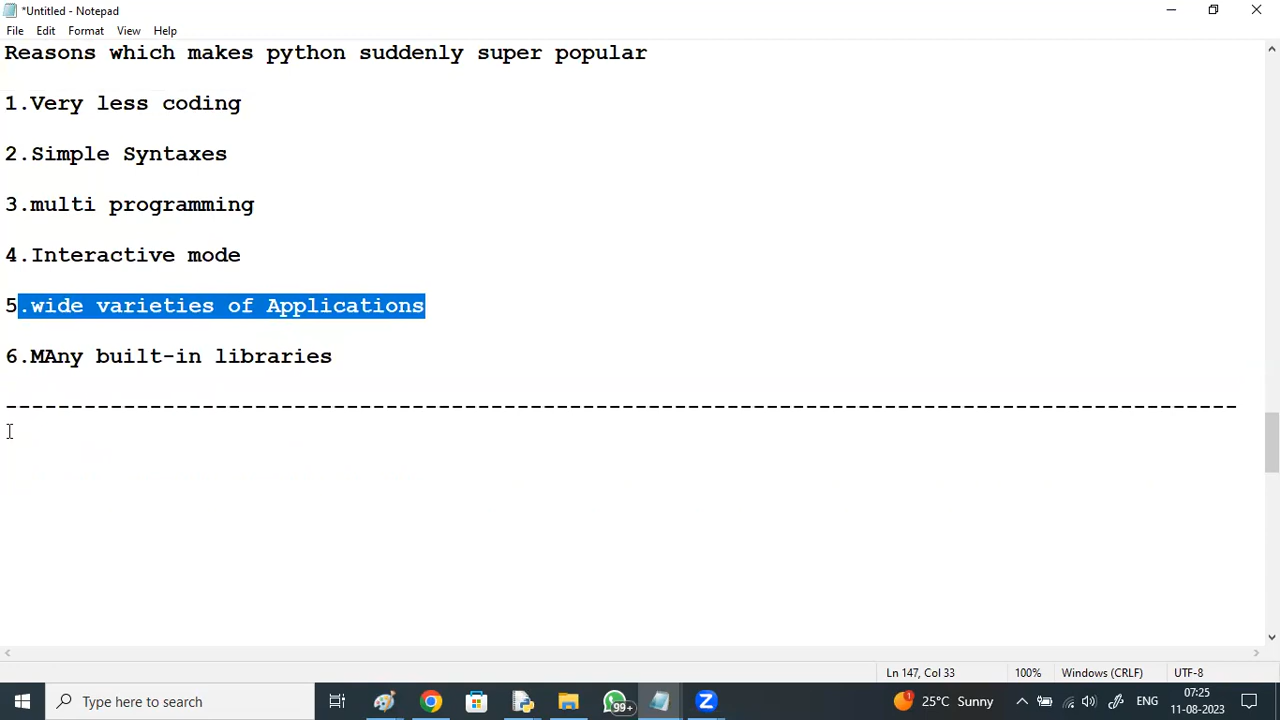 *Untitled - Notepad
File Edit Format View Help
Reasons which makes python suddenly super popular
1.Very less coding
2.Simple Syntaxes
3.multi programming
4.Interactive mode
5.wide varieties of Applications
6.MAny built-in libraries
----------------------------------------------------------------------------------------------
Ln 147, Col 33 100% Windows (CRLF) UTF-8
Type here to search 99+ 1 25°C Sunny ENG 07:25
11-08-2023